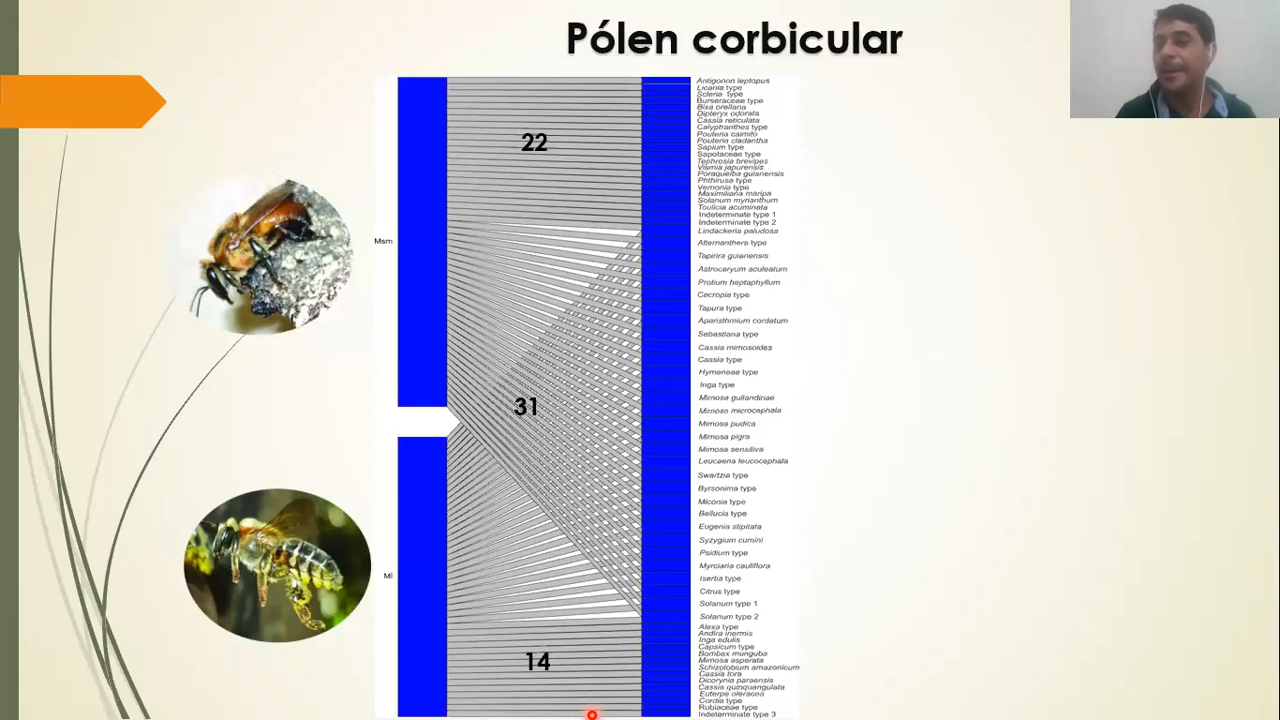 Pólen corbicular
Antigonon leptopus
Licania type
Scleria type
Burseraceae type
Bixa orellana
Dipteryx odorata
Cassia reticulata
Calyptranthes type
Pouteria caimito
Pouteria cladantha
Sapium type
Sapotaceae type
Tephrosia brevipes
Vismia japurensis
Poraqueiba guianensis
Phthirusa type
Vernonia type
Maximiliana maripa
Solanum myrianthum
Toulicia acuminata
Indeterminate type 1
Indeterminate type 2
Lindackeria paludosa
Alternanthera type
Tapirira guianensis
Astrocaryum aculeatum
Protium heptaphyllum
Cecropia type
Tapura type
Aparisthmium cordatum
Sebastiana type
Cassia mimosoides
Cassia type
Hymeneae type
Inga type
Mimosa guilandinae
Mimosa microcephala
Mimosa pudica
Mimosa pigra
Mimosa sensitiva
Leucaena leucocephala
Swartzia type
Byrsonima type
Miconia type
Bellucia type
Eugenia stipitata
Syzygium cumini
Psidium type
Myrciaria cauliflora
Isertia type
Citrus type
Solanum type 1
Solanum type 2
Alexa type
Andira inermis
Inga edulis
Capsicum type
Bombax munguba
Mimosa asperata
Schizolobium amazonicum
Cassia tora
Dicorynia paraensis
Cassia quinquangulata
Euterpe oleracea
Cordia type
Rubiaceae type
Indeterminate type 3
22
Msm
31
Ml
14